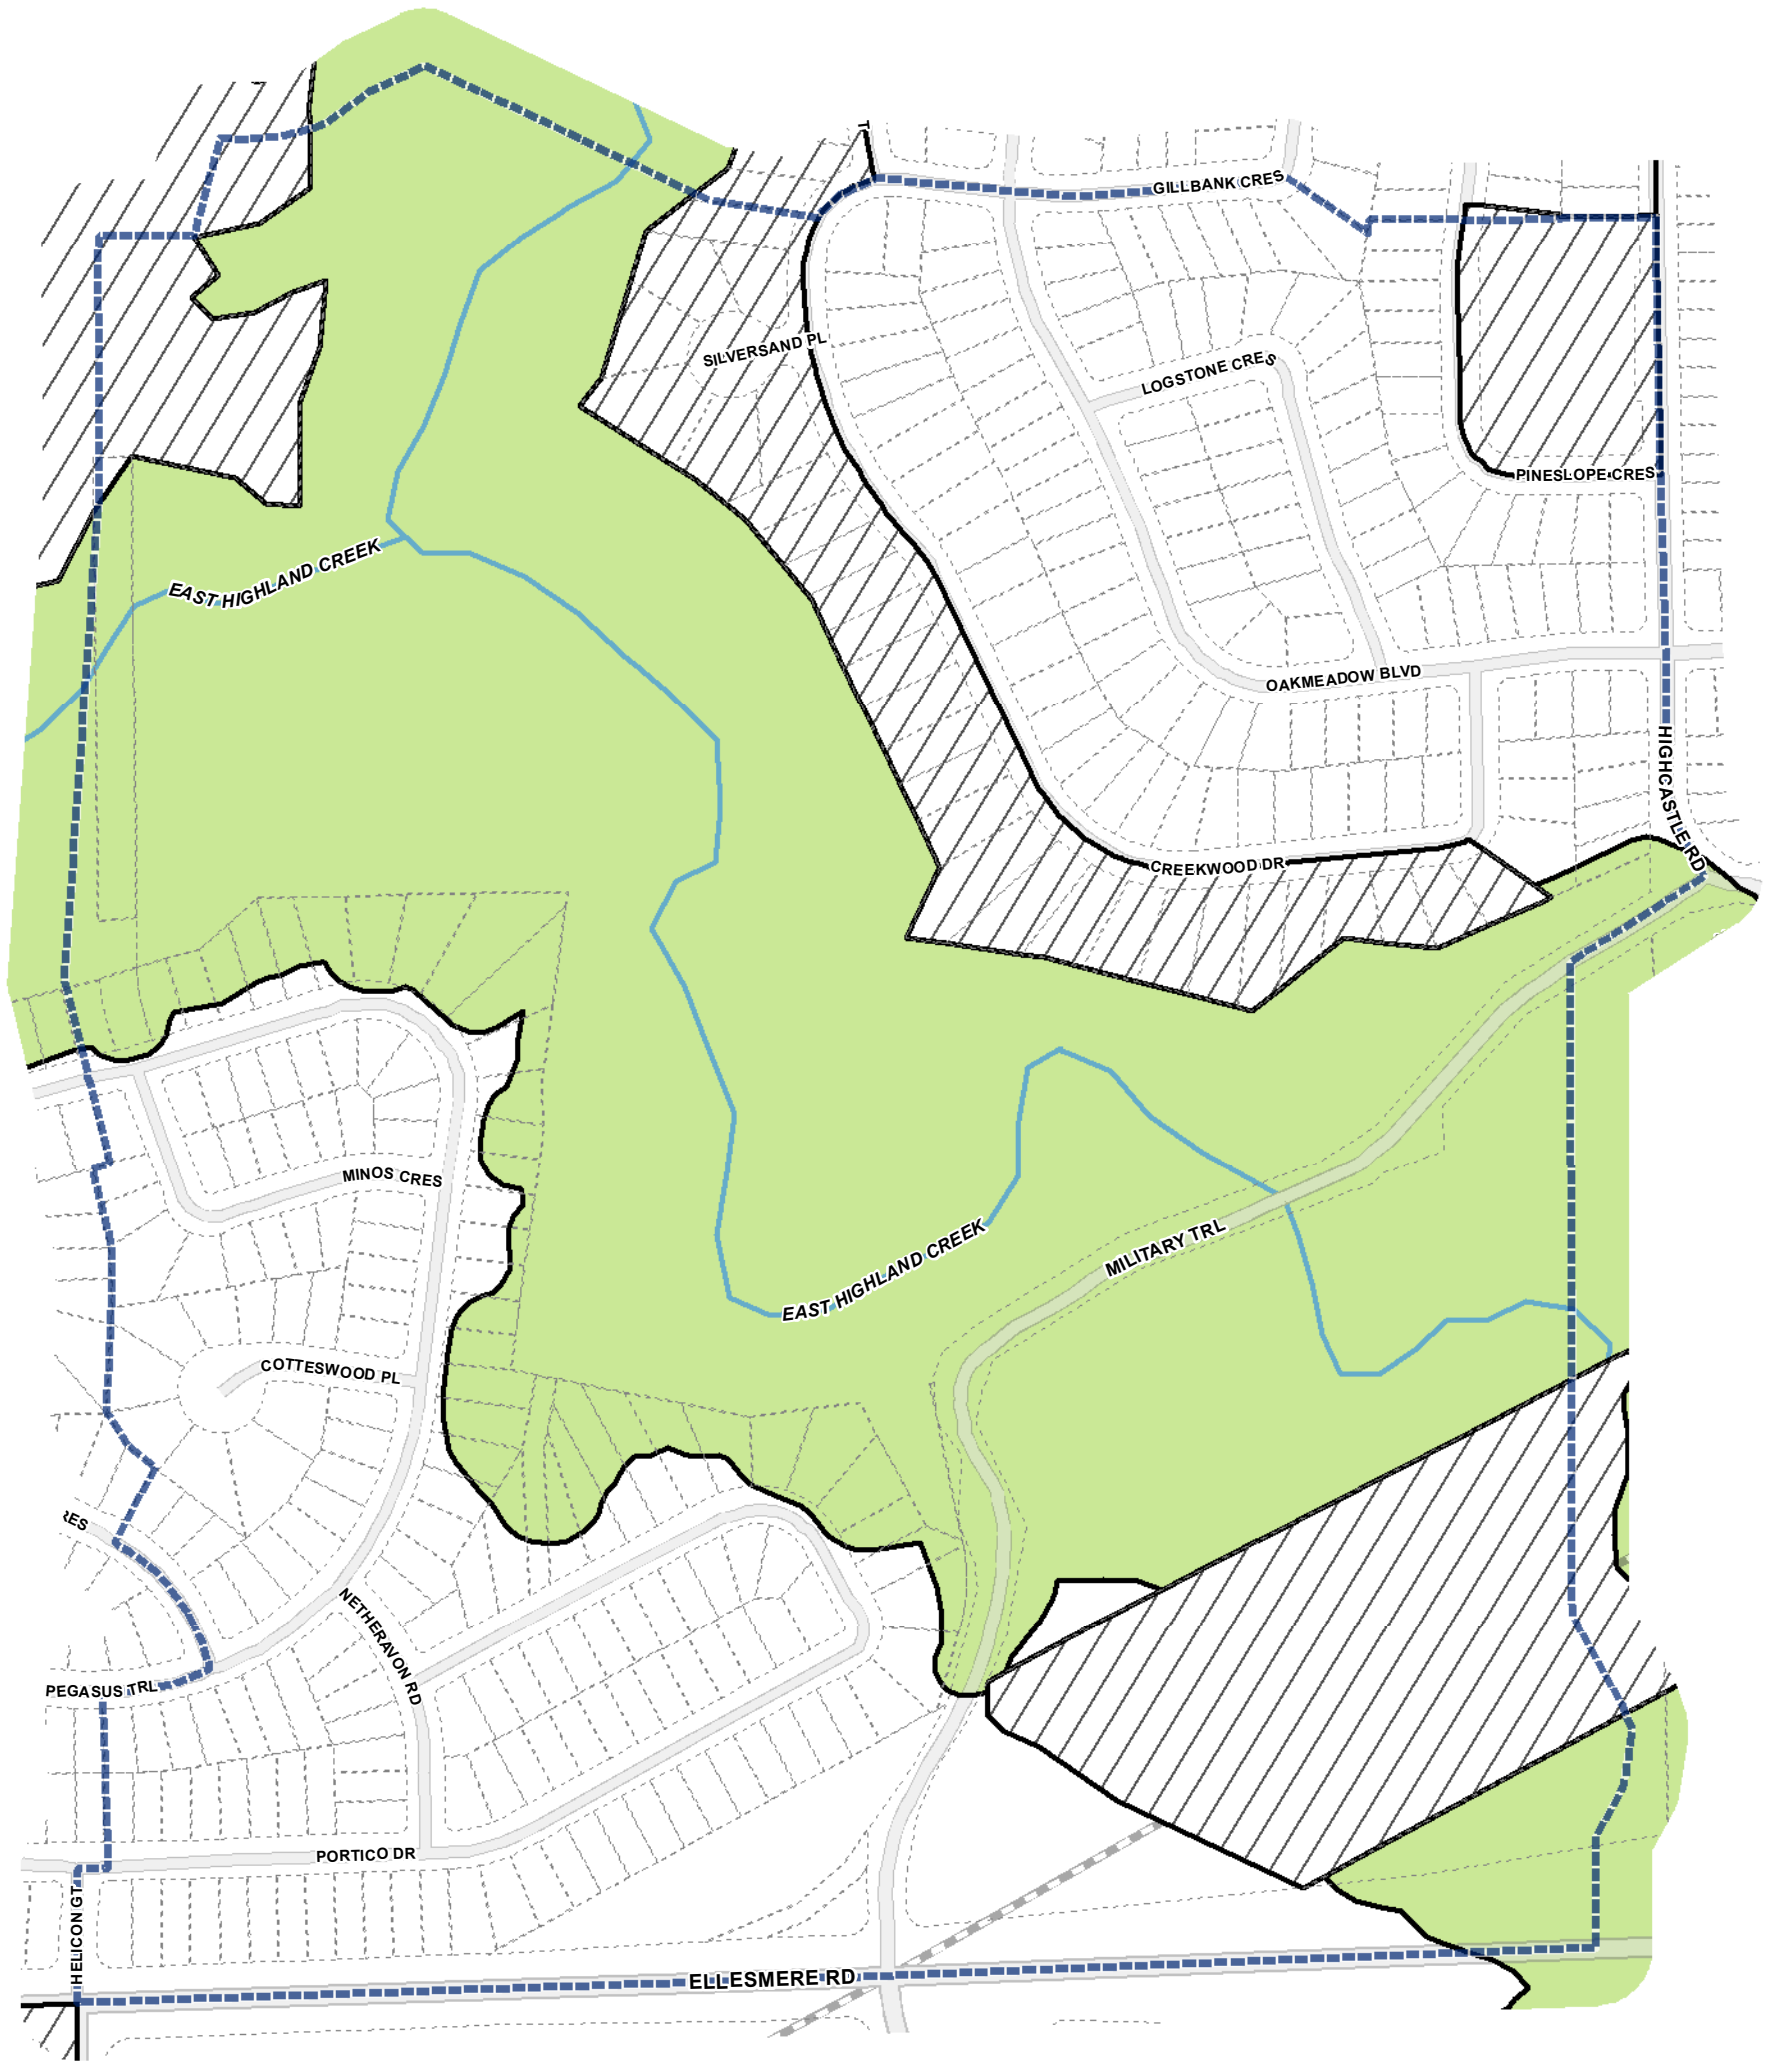 T
GILLBANK CRES
SILVERSAND PL
LOGSTONE CRES
PINESLOPE CRES
EAST HIGHLAND CREEK
OAKMEADOW BLVD
HIGHCASTLE RD
CREEKWOOD DR
MINOS CRES
EAST HIGHLAND CREEK
MILITARY TRL
COTTESWOOD PL
RES
NETHERAVON RD
PEGASUS TRL
PORTICO DR
HELICON GT
ELLESMERE RD